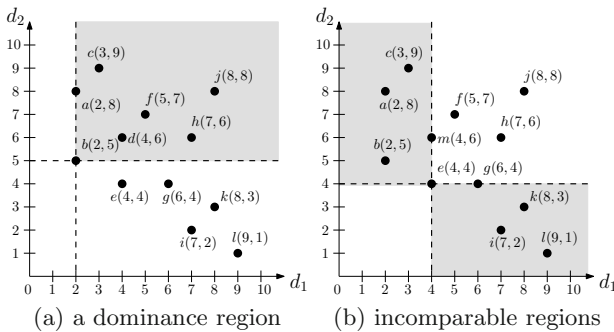 d2 d2
10 10
9 c(3,9) 9 c(3,9)
8 j(8,8) 8 j(8,8)
a(2,8) f(5,7) a(2,8) f(5,7)
7 h(7,6) 7 h(7,6)
6 d(4,6) 6 m(4,6)
b(2,5) b(2,5)
5 5 e(4,4) g(6,4)
4 4
e(4,4) g(6,4) k(8,3) k(8,3)
3 3
2 i(7,2) l(9,1) 2 i(7,2) l(9,1)
1 1
0 1 2 3 4 5 6 7 8 9 10 d1 0 1 2 3 4 5 6 7 8 9 10 d1
(a) a dominance region (b) incomparable regions